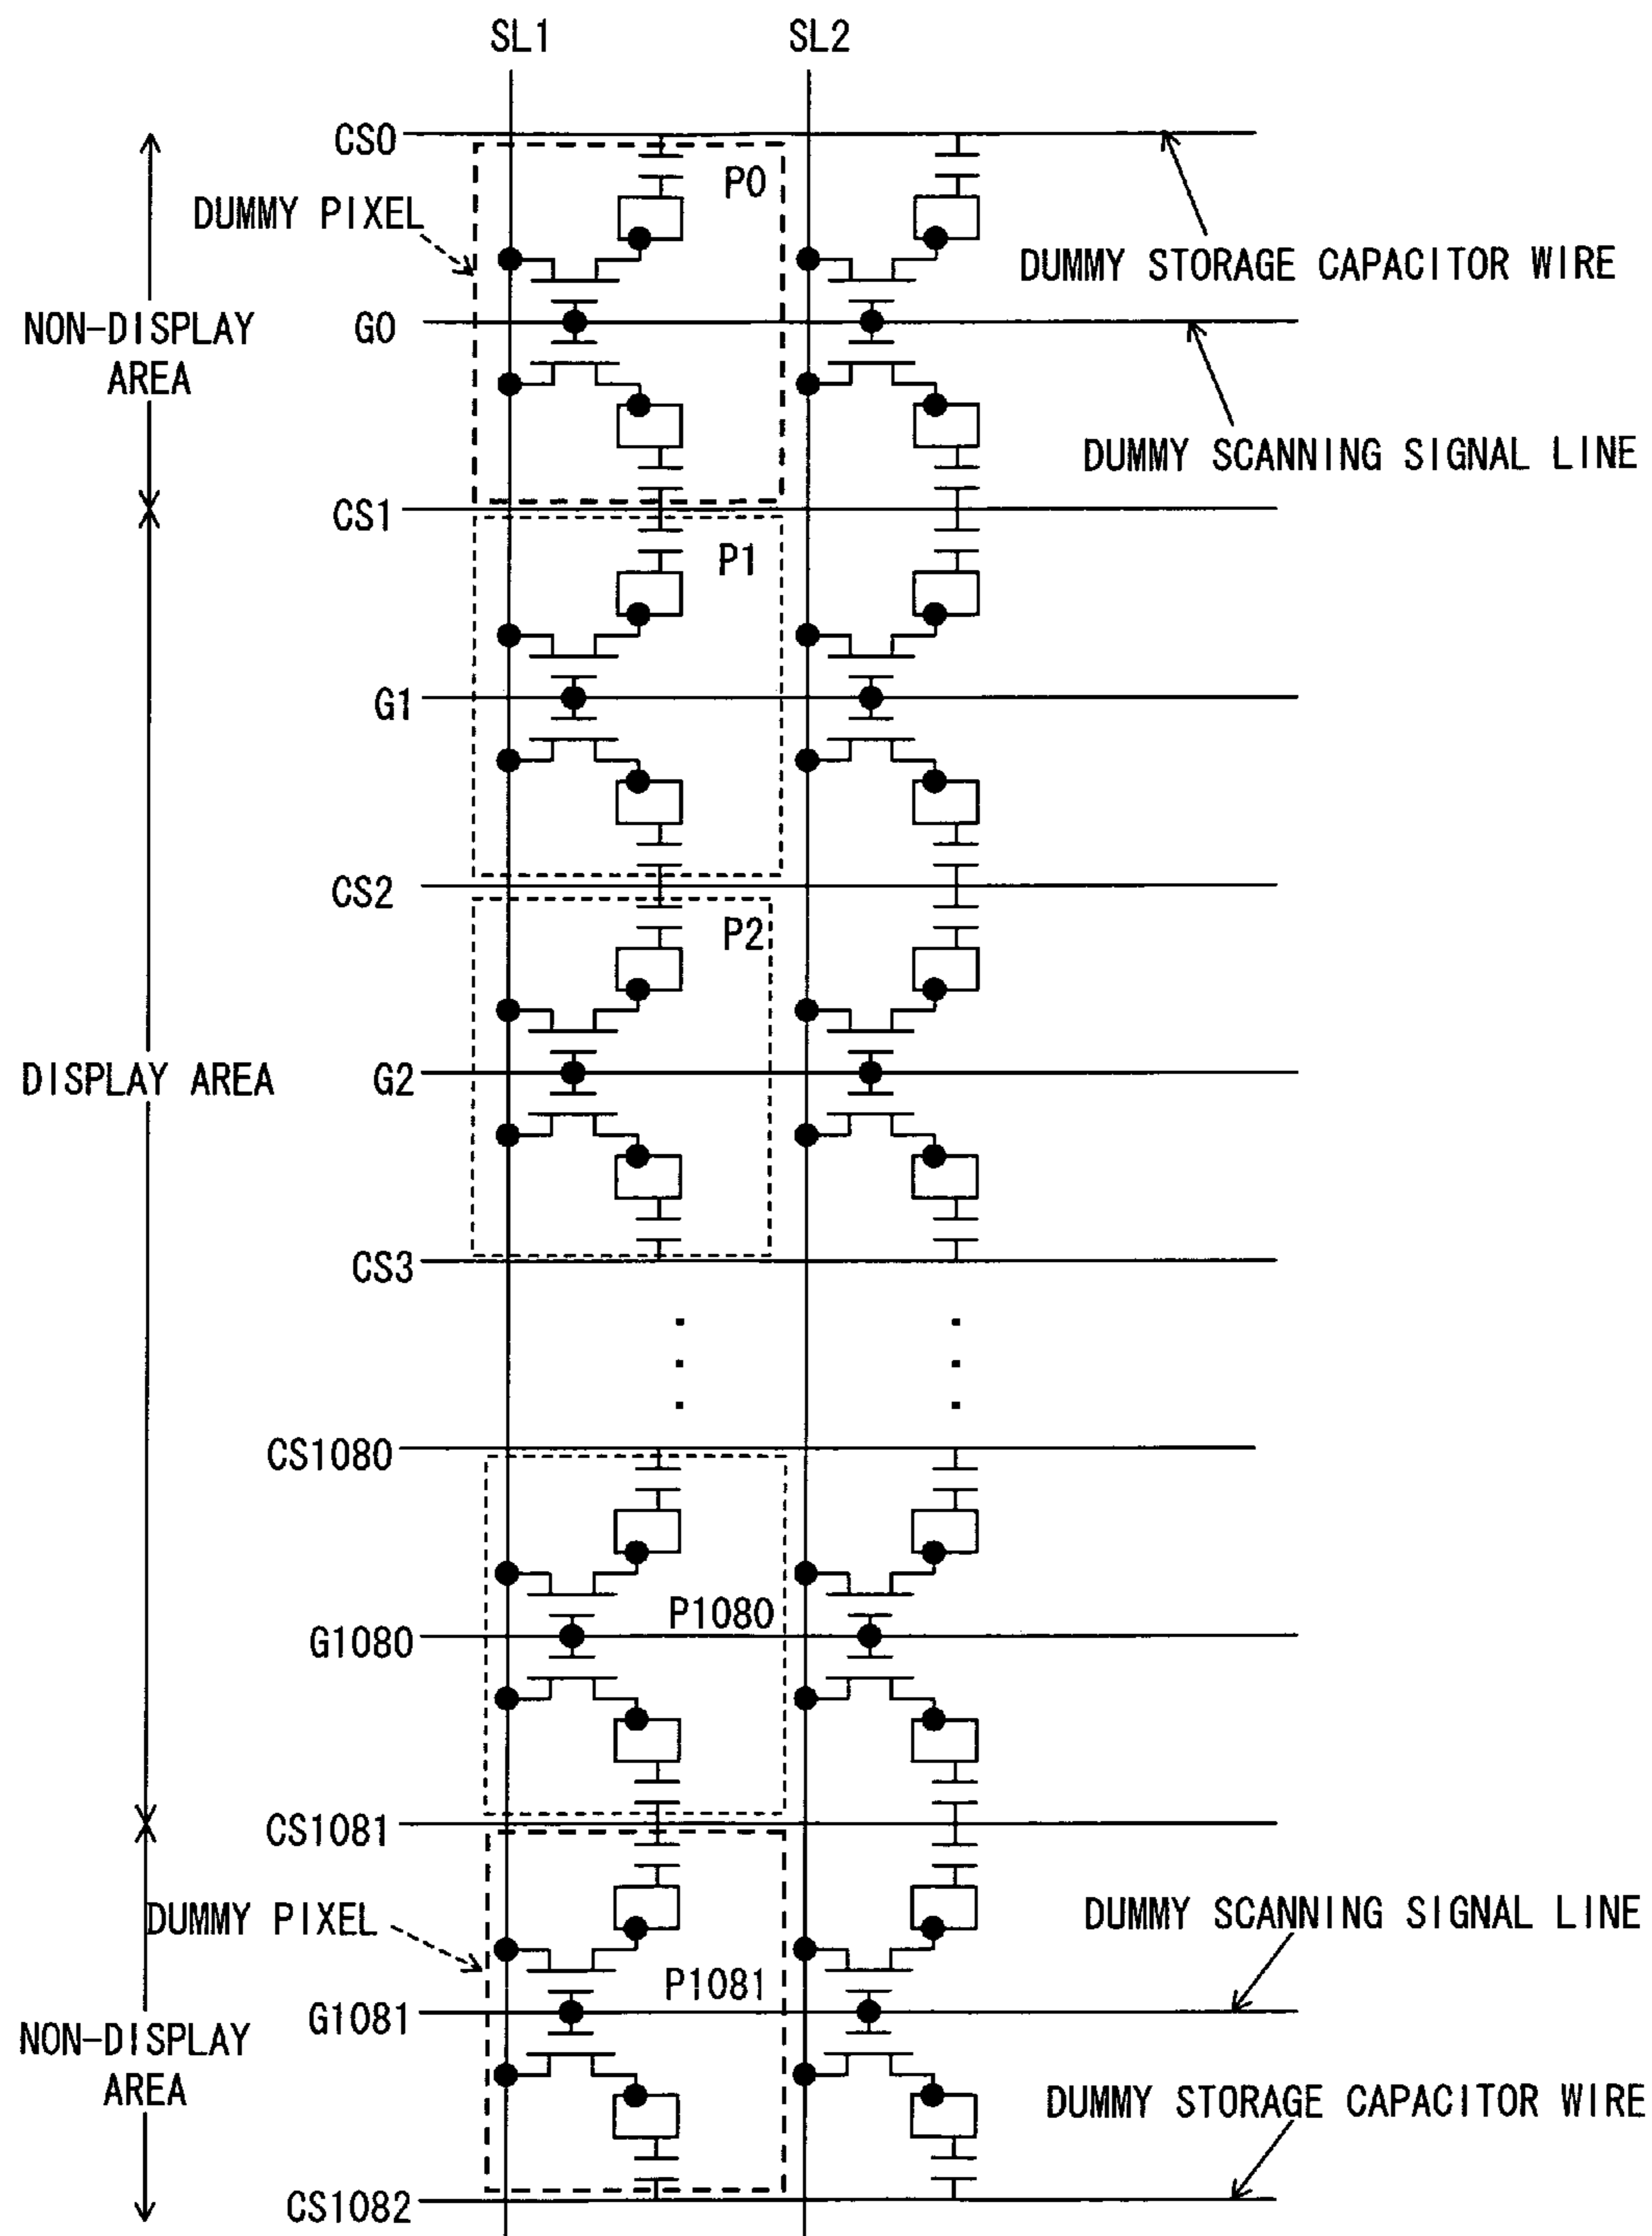 SL1 SL2
CS0
P0
DUMMY PIXEL
DUMMY STORAGE CAPACITOR WIRE
NON-DISPLAY
AREA
G0
DUMMY SCANNING SIGNAL LINE
CS1
P1
G1
CS2
P2
DISPLAY AREA
G2
CS3
CS1080
P1080
G1080
CS1081
DUMMY PIXEL
DUMMY SCANNING SIGNAL LINE
P1081
G1081
NON-DISPLAY
AREA
DUMMY STORAGE CAPACITOR WIRE
CS1082